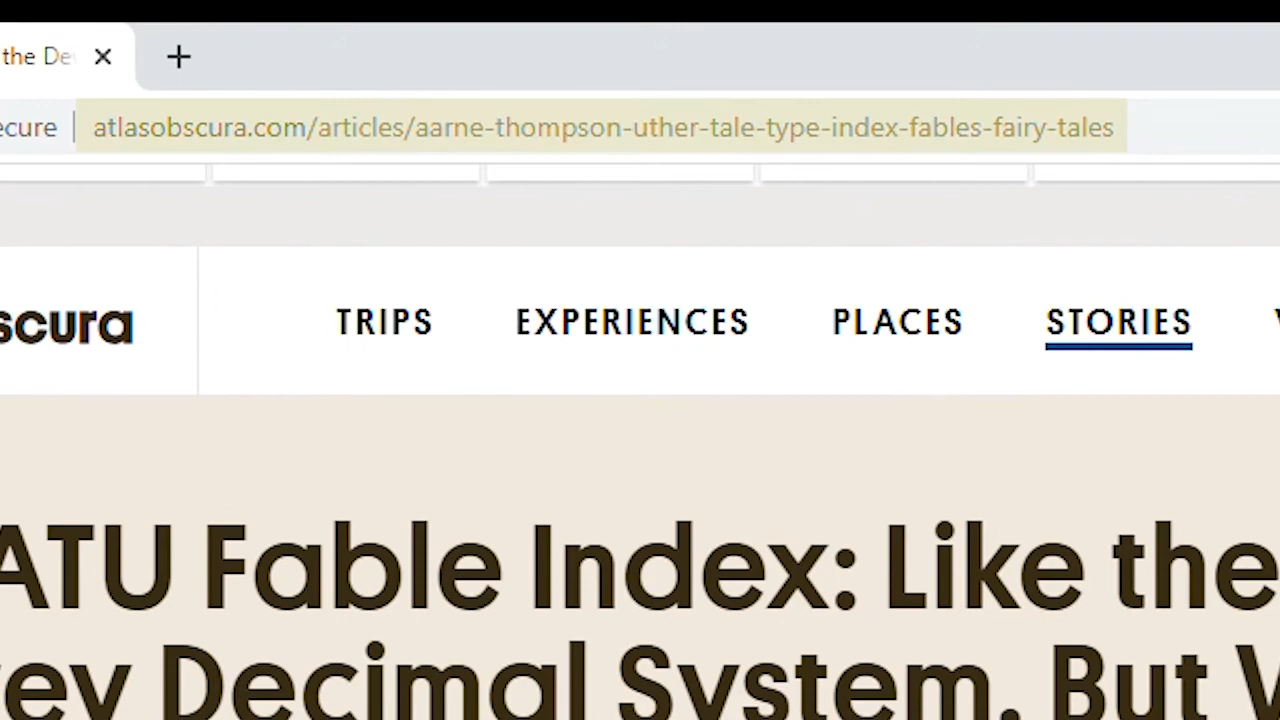 the De
ecure
atlasobscura.com/articles/aarne-thompson-uther-tale-type-index-fables-fairy-tales
scura
TRIPS EXPERIENCES PLACES STORIES
ATU Fable Index: Like the
ey Decimal System, But